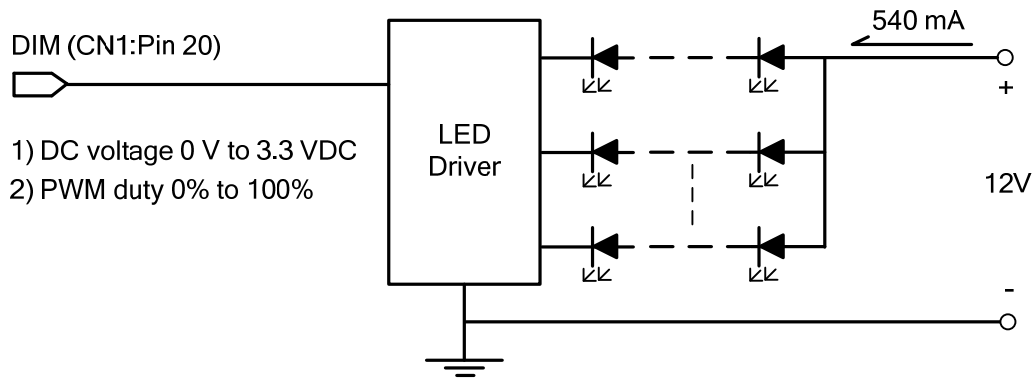 540 mA
DIM (CN1:Pin 20)
+
LED
Driver
1) DC voltage 0 V to 3.3 VDC
2) PWM duty 0% to 100%
12V
-